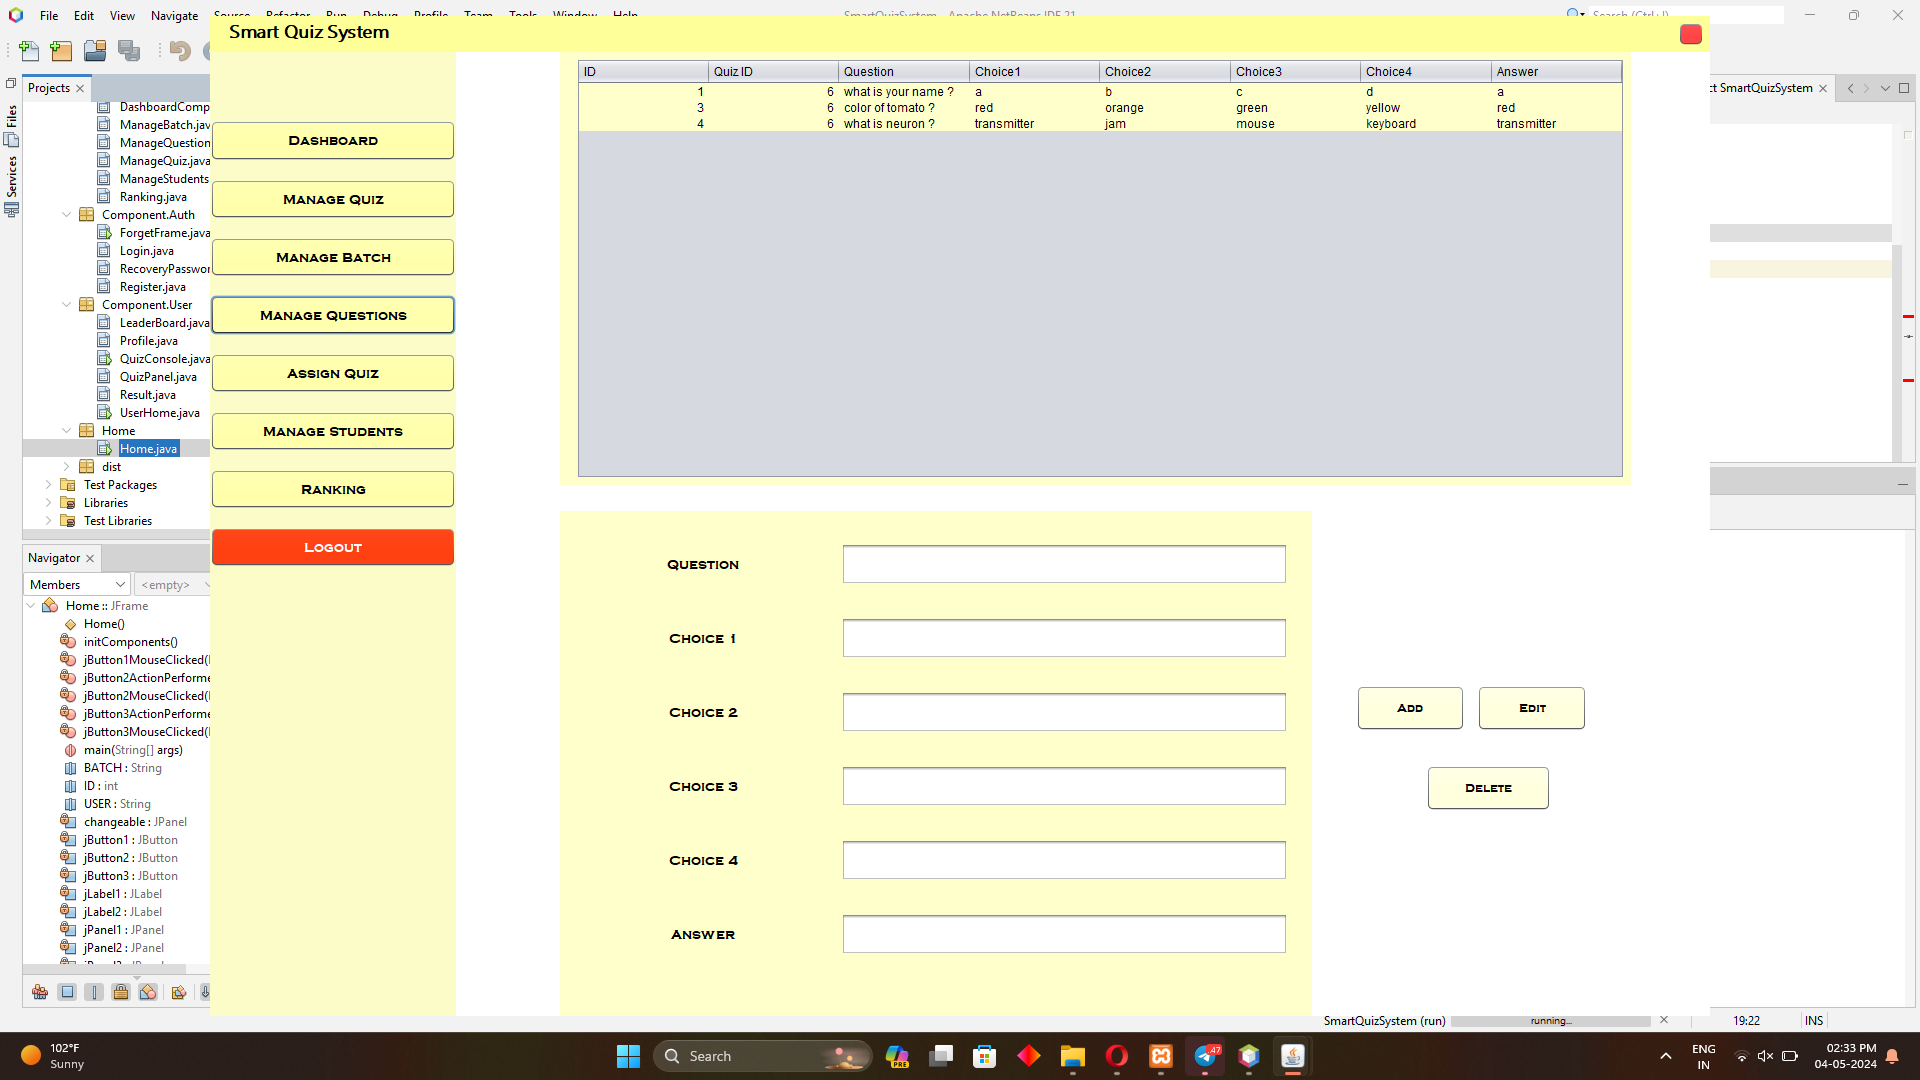 File Edit View Navigate Source Refactor Run Debug Profile Team Tools Window Help
SmartQuizSystem - Apache NetBeans IDE 21
Search (Ctrl+I)
Smart Quiz System
Projects
ct SmartQuizSystem
Files
Services
DashboardComp
ManageBatch.jav
ManageQuestion
ManageQuiz.java
ManageStudents
Ranking.java
Component.Auth
ForgetFrame.java
Login.java
RecoveryPasswor
Register.java
Component.User
LeaderBoard.java
Profile.java
QuizConsole.java
QuizPanel.java
Result.java
UserHome.java
Home
Home.java
dist
Test Packages
Libraries
Test Libraries
Navigator
Members
<empty>
Home :: JFrame
Home()
initComponents()
jButton1MouseClicked(
jButton2ActionPerforme
jButton2MouseClicked(
jButton3ActionPerforme
jButton3MouseClicked(
main(String[] args)
BATCH : String
ID : int
USER : String
changeable : JPanel
jButton1 : JButton
jButton2 : JButton
jButton3 : JButton
jLabel1 : JLabel
jLabel2 : JLabel
jPanel1 : JPanel
jPanel2 : JPanel
Dashboard
Manage Quiz
Manage Batch
Manage Questions
Assign Quiz
Manage Students
Ranking
Logout
ID Quiz ID Question Choice1 Choice2 Choice3 Choice4 Answer
1 6 what is your name ? a b c d a
3 6 color of tomato ? red orange green yellow red
4 6 what is neuron ? transmitter jam mouse keyboard transmitter
Question
Choice 1
Choice 2
Choice 3
Choice 4
Answer
Add Edit
Delete
SmartQuizSystem (run) running... 19:22 INS
102°F
Sunny
Search
PRE
47
ENG
IN
02:33 PM
04-05-2024